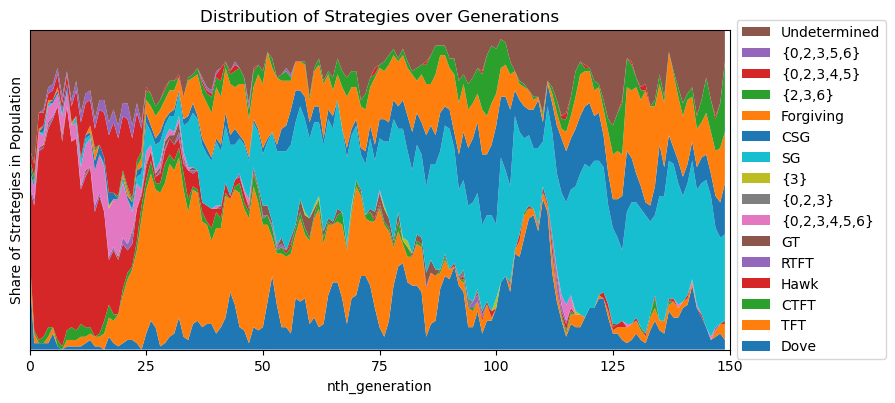 Distribution of Strategies over Generations
Share of Strategies in Population
0 25 50 75 100 125 150
nth_generation
Undetermined
{0,2,3,5,6}
{0,2,3,4,5}
{2,3,6}
Forgiving
CSG
SG
{3}
{0,2,3}
{0,2,3,4,5,6}
GT
RTFT
Hawk
CTFT
TFT
Dove